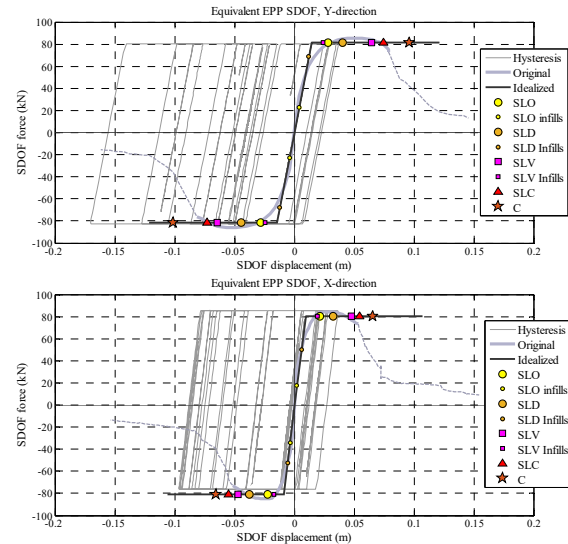 Equivalent EPP SDOF, Y-direction
100
80
60
40
20
0
-20
-40
-60
-80
-100
SDOF force (kN)
-0.2
-0.15
-0.1
-0.05
0
0.05
0.1
0.15
0.2
SDOF displacement (m)
Hysteresis
Original
Idealized
SLO
SLO infills
SLD
SLD Infills
SLV
SLV Infills
SLC
C
Equivalent EPP SDOF, X-direction
100
80
60
40
20
0
-20
-40
-60
-80
-100
SDOF force (kN)
-0.2
-0.15
-0.1
-0.05
0
0.05
0.1
0.15
0.2
SDOF displacement (m)
Hysteresis
Original
Idealized
SLO
SLO infills
SLD
SLD Infills
SLV
SLV Infills
SLC
C